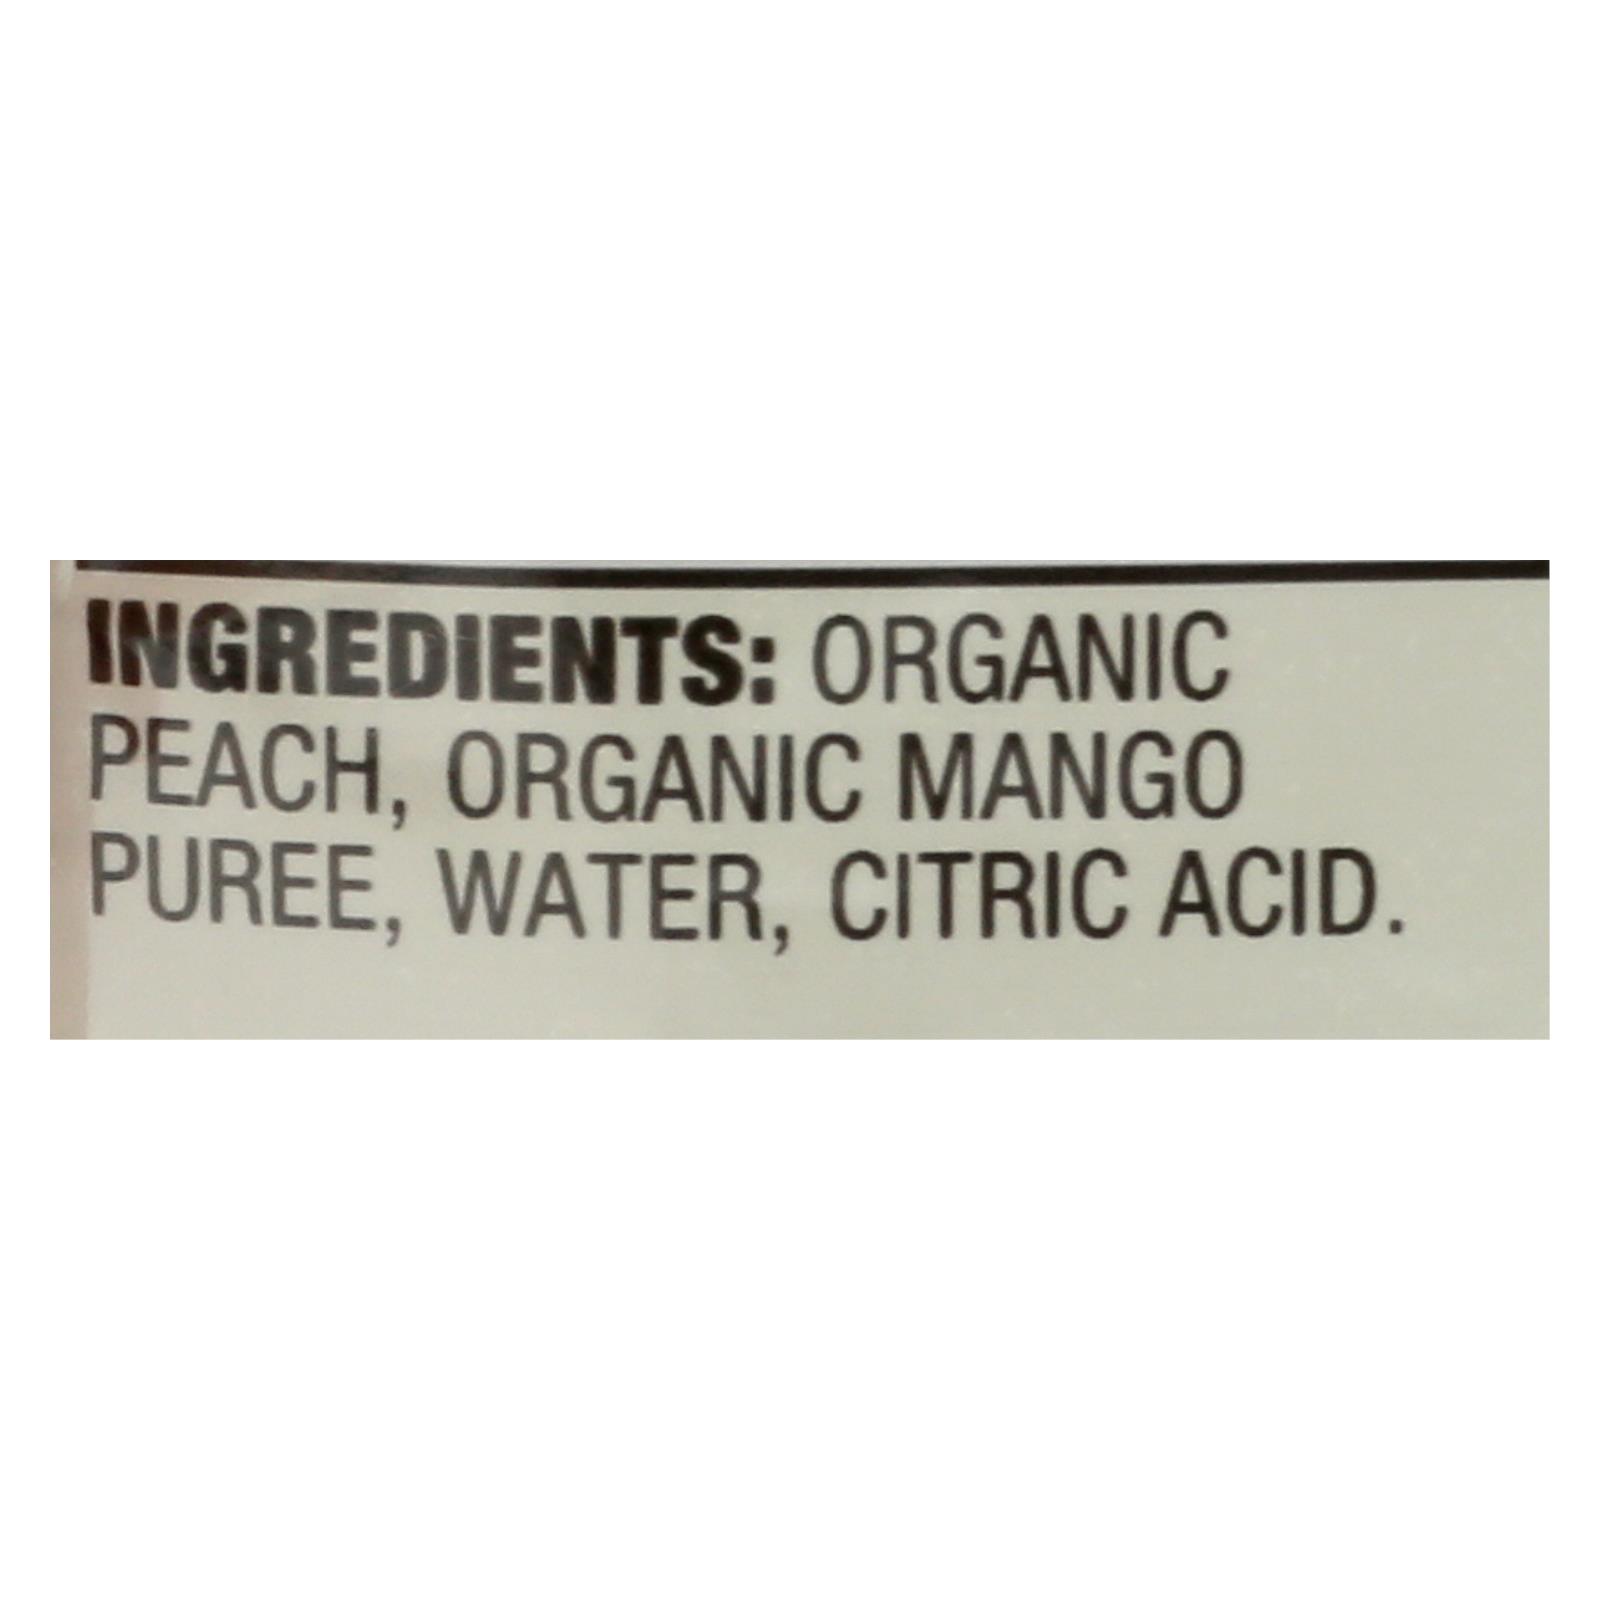 INGREDIENTS: ORGANIC
PEACH, ORGANIC MANGO
PUREE, WATER, CITRIC ACID.